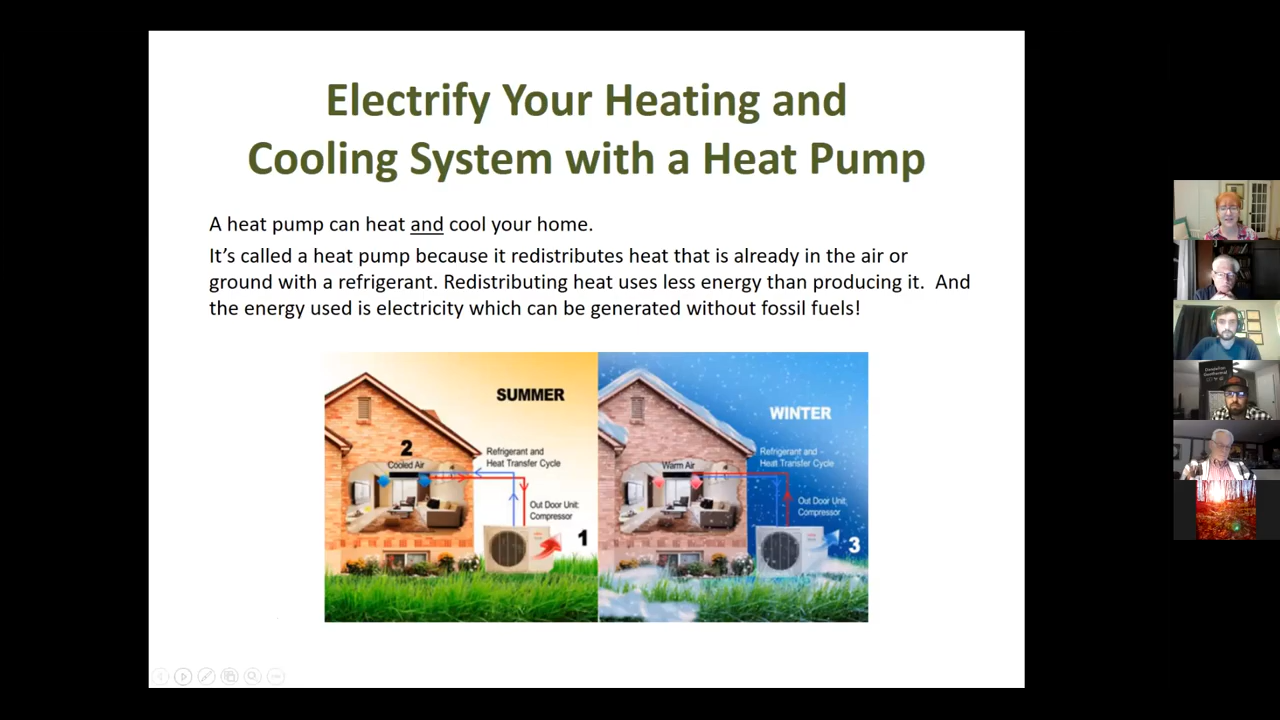 Electrify Your Heating and
Cooling System with a Heat Pump
A heat pump can heat and cool your home.
It’s called a heat pump because it redistributes heat that is already in the air or
ground with a refrigerant. Redistributing heat uses less energy than producing it.  And
the energy used is electricity which can be generated without fossil fuels!
SUMMER
2
Cooled Air
Refrigerant and
Heat Transfer Cycle
Out Door Unit:
Compressor
1
WINTER
Warm Air
Refrigerant and
Heat Transfer Cycle
Out Door Unit:
Compressor
3
Dandelion
Geothermal